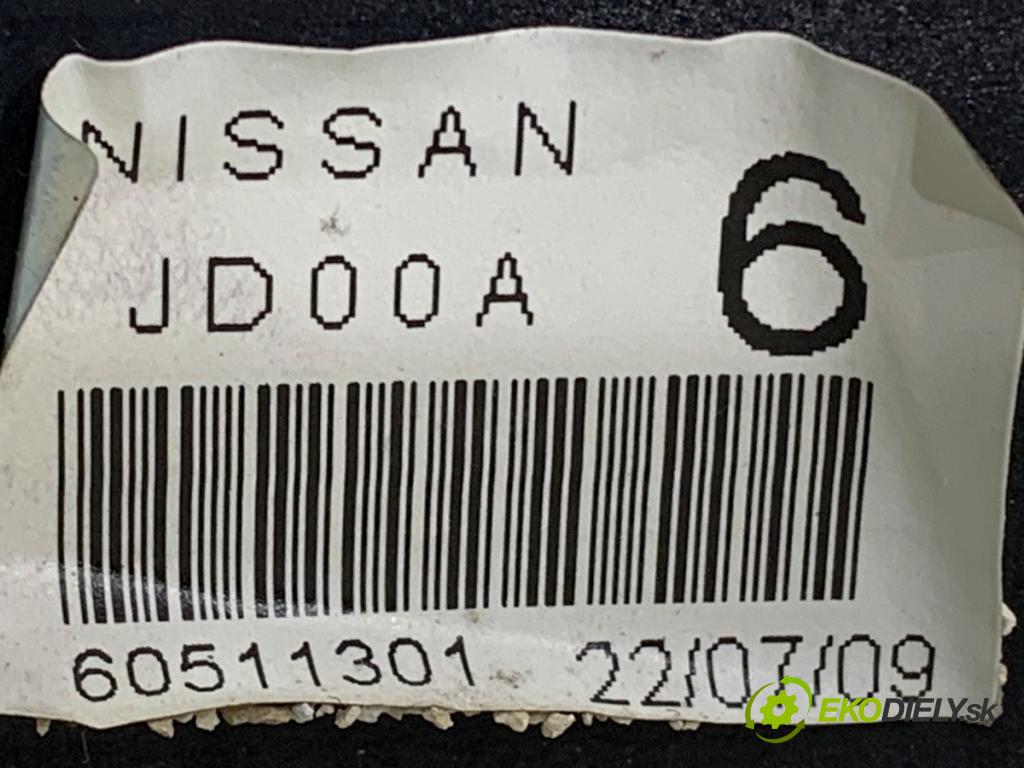 NISSAN
6
JD00A
60511301 22/07/09
EKODIELY.sk